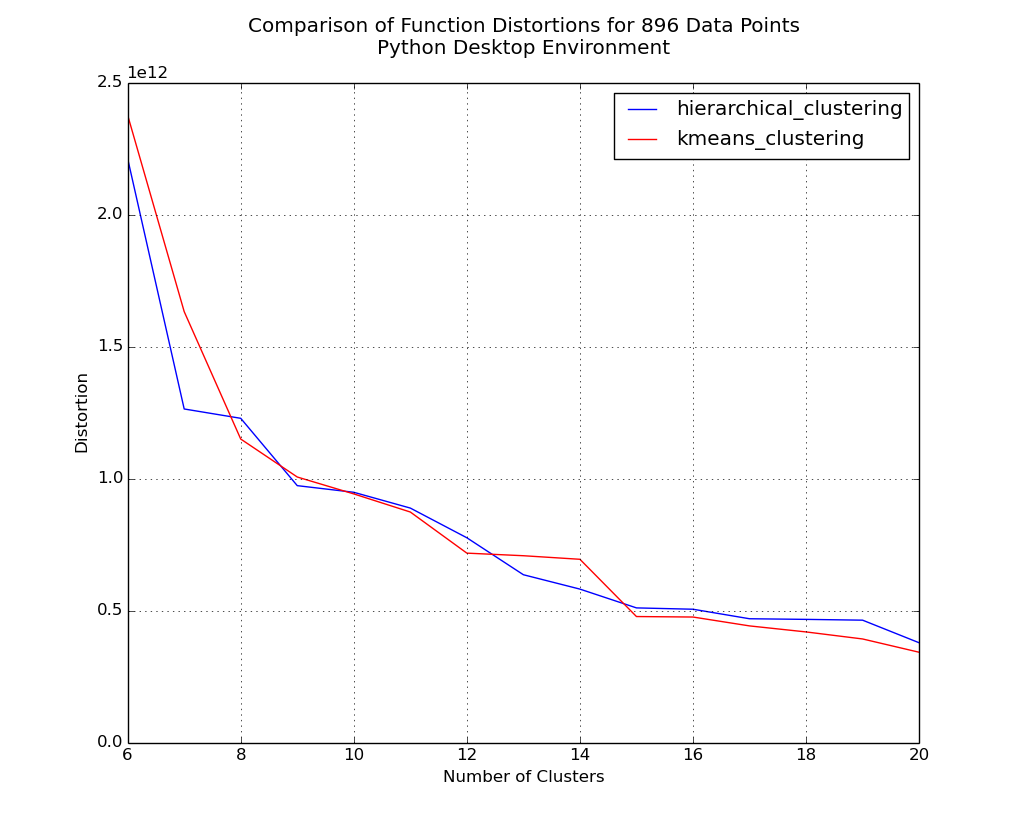 Comparison of Function Distortions for 896 Data Points
Python Desktop Environment
1e12
2.5
2.0
1.5
1.0
0.5
0.0
Distortion
hierarchical_clustering
kmeans_clustering
6 8 10 12 14 16 18 20
Number of Clusters